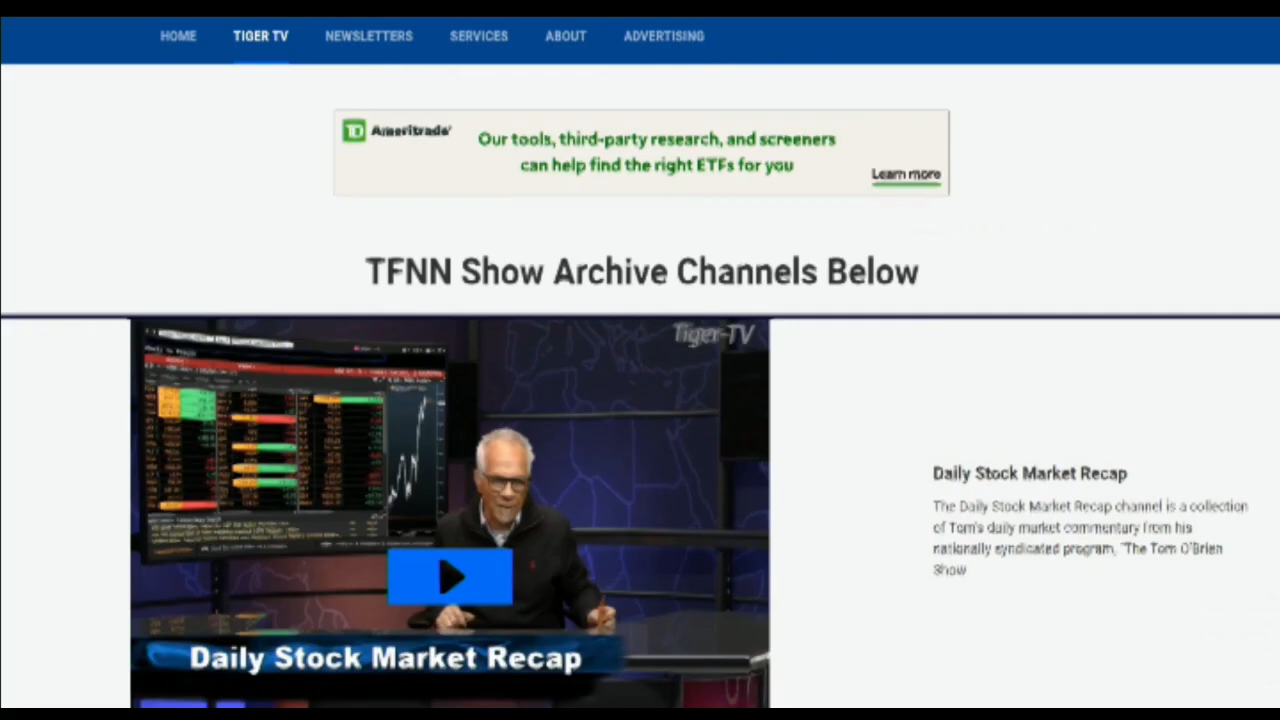 HOME TIGER TV NEWSLETTERS SERVICES ABOUT ADVERTISING
TD Ameritrade
Our tools, third-party research, and screeners
can help find the right ETFs for you
Learn more
TFNN Show Archive Channels Below
Tiger-TV
Daily Stock Market Recap
Daily Stock Market Recap
The Daily Stock Market Recap channel is a collection
of Tom's daily market commentary from his
nationally syndicated program, "The Tom O'Brien
Show